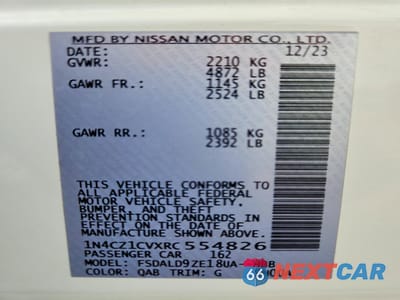 MFD BY NISSAN MOTOR CO., LTD.
DATE: 12/23
GVWR: 2210 KG
4872 LB
GAWR FR.: 1145 KG
2524 LB
GAWR RR.: 1085 KG
2392 LB
THIS VEHICLE CONFORMS TO ALL
APPLICABLE FEDERAL
MOTOR VEHICLE SAFETY,
BUMPER, AND THEFT
PREVENTION STANDARDS IN
EFFECT ON THE DATE OF
MANUFACTURE SHOWN ABOVE.
1N4CZ1CVXRC554826
PASSENGER CAR 162
MODEL: FSDALD9ZE18UA-
COLOR: QAB TRIM: G
66 NEXTCAR